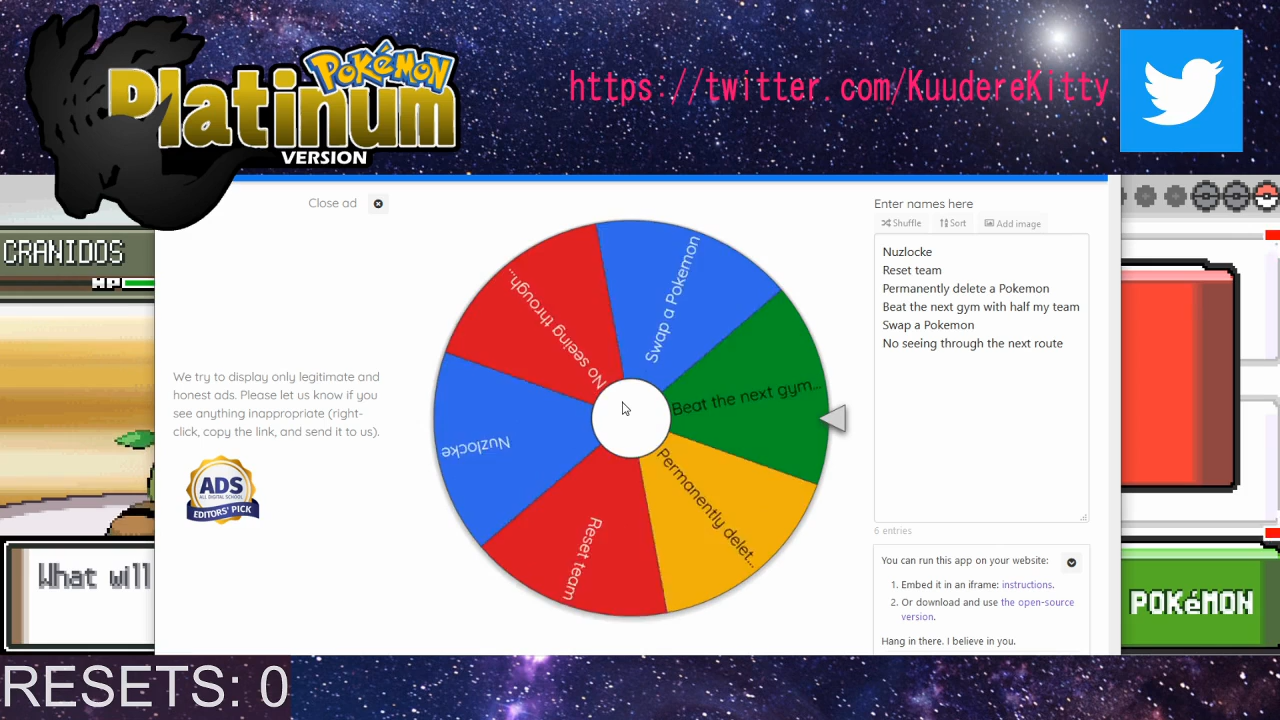 POKéMON
Platinum
VERSION
https://twitter.com/KuudereKitty
Close ad
Enter names here
Shuffle
Sort
Add image
CRANIDOS
HP
Nuzlocke
Reset team
Permanently delete a Pokemon
Beat the next gym with half my team
Swap a Pokemon
No seeing through the next route
Swap a Pokemon
No seeing through...
Beat the next gym...
Nuzlocke
Permanently delet...
Reset team
We try to display only legitimate and
honest ads. Please let us know if you
see anything inappropriate (right-
click, copy the link, and send it to us).
ADS
ALL DIGITAL SCHOOL
EDITORS' PICK
6 entries
You can run this app on your website:
1. Embed it in an iframe: instructions.
2. Or download and use the open-source
version.
Hang in there. I believe in you.
What will
POKéMON
RESETS: 0